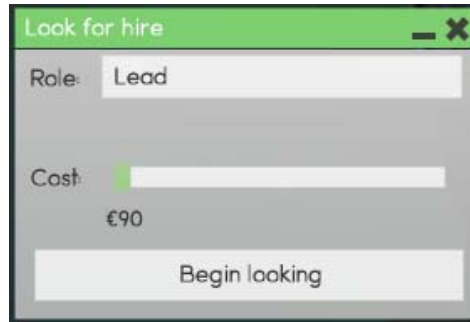 Look for hire
Role: Lead
Cost:
€90
Begin looking